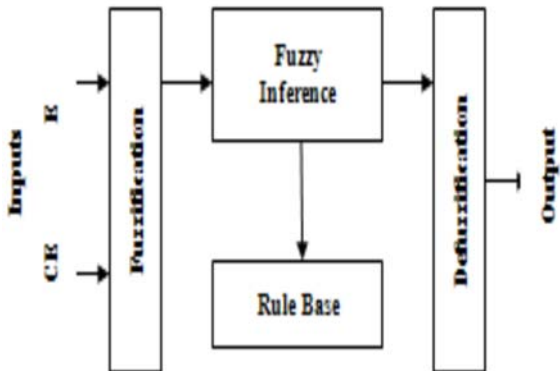 Inputs
E
CE
Fuzzification
Fuzzy
Inference
Rule Base
Defuzzification
Output